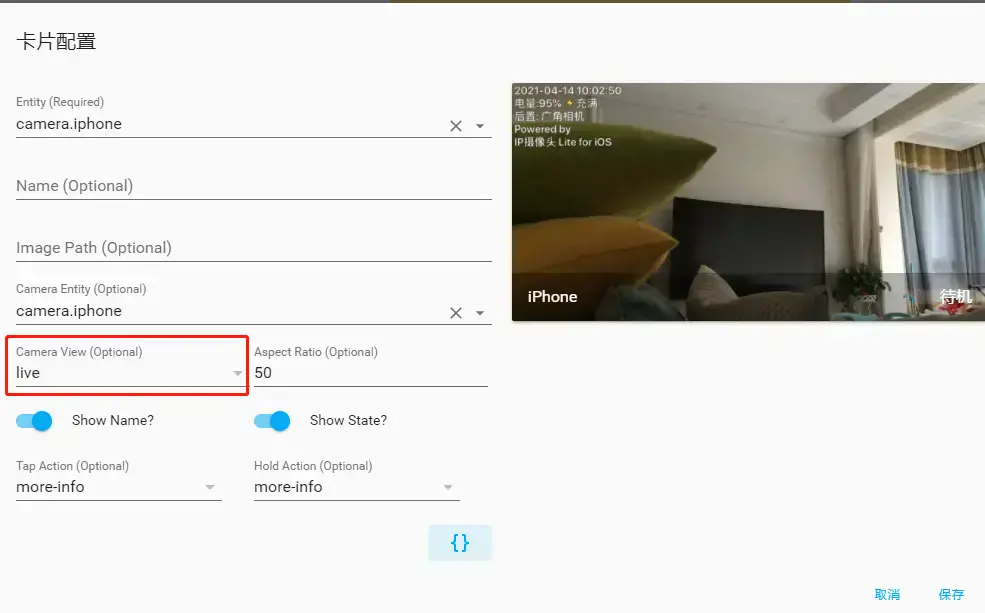 卡片配置
Entity (Required)
camera.iphone
Name (Optional)
Image Path (Optional)
Camera Entity (Optional)
camera.iphone
Camera View (Optional)
live
Aspect Ratio (Optional)
50
Show Name?
Show State?
Tap Action (Optional)
more-info
Hold Action (Optional)
more-info
{}
2021-04-14 10:02:50
电量:95% ⚡ 充满
后置: 广角相机
Powered by
IP摄像头 Lite for iOS
iPhone
待机
取消
保存